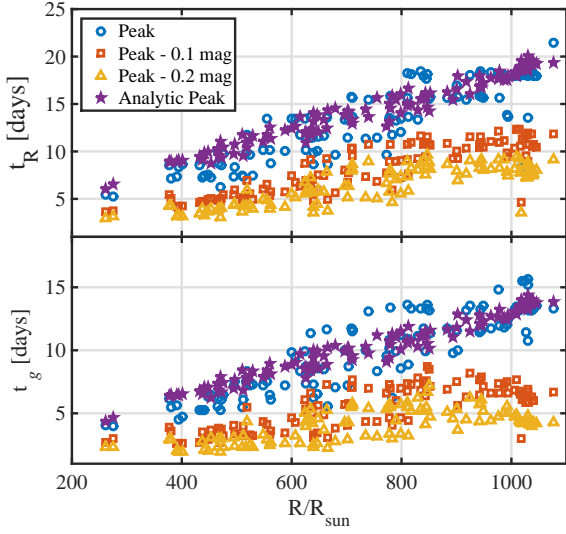 25
20
15
10
5
t_R [days]
Peak
Peak - 0.1 mag
Peak - 0.2 mag
Analytic Peak
15
10
5
t_g [days]
200 400 600 800 1000
R/R_sun